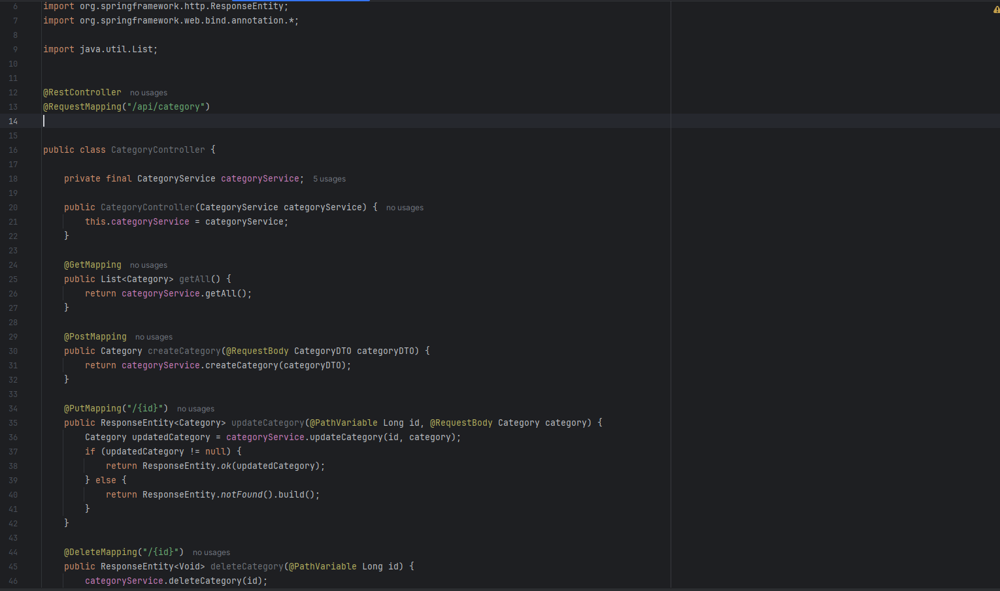 6 import org.springframework.http.ResponseEntity;
7 import org.springframework.web.bind.annotation.*;
8
9 import java.util.List;
10
11
12 @RestController no usages
13 @RequestMapping("/api/category")
14
15
16 public class CategoryController {
17
18 private final CategoryService categoryService; 5 usages
19
20 public CategoryController(CategoryService categoryService) { no usages
21 this.categoryService = categoryService;
22 }
23
24 @GetMapping no usages
25 public List<Category> getAll() {
26 return categoryService.getAll();
27 }
28
29 @PostMapping no usages
30 public Category createCategory(@RequestBody CategoryDTO categoryDTO) {
31 return categoryService.createCategory(categoryDTO);
32 }
33
34 @PutMapping("/{id}") no usages
35 public ResponseEntity<Category> updateCategory(@PathVariable Long id, @RequestBody Category category) {
36 Category updatedCategory = categoryService.updateCategory(id, category);
37 if (updatedCategory != null) {
38 return ResponseEntity.ok(updatedCategory);
39 } else {
40 return ResponseEntity.notFound().build();
41 }
42 }
43
44 @DeleteMapping("/{id}") no usages
45 public ResponseEntity<Void> deleteCategory(@PathVariable Long id) {
46 categoryService.deleteCategory(id);